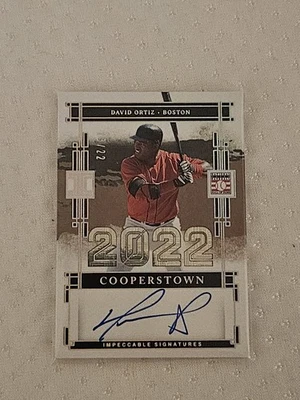 DAVID ORTIZ • BOSTON
/22
2022
COOPERSTOWN
IMPECCABLE SIGNATURES